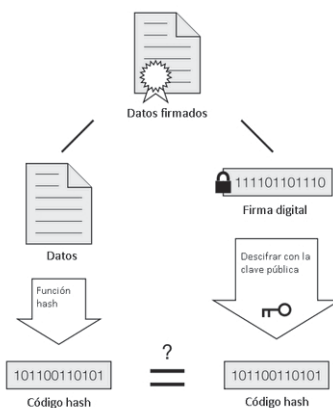 Datos firmados
111101101110
Firma digital
Datos
Función
hash
Descifrar con la
clave pública
?
101100110101
=
101100110101
Código hash
Código hash